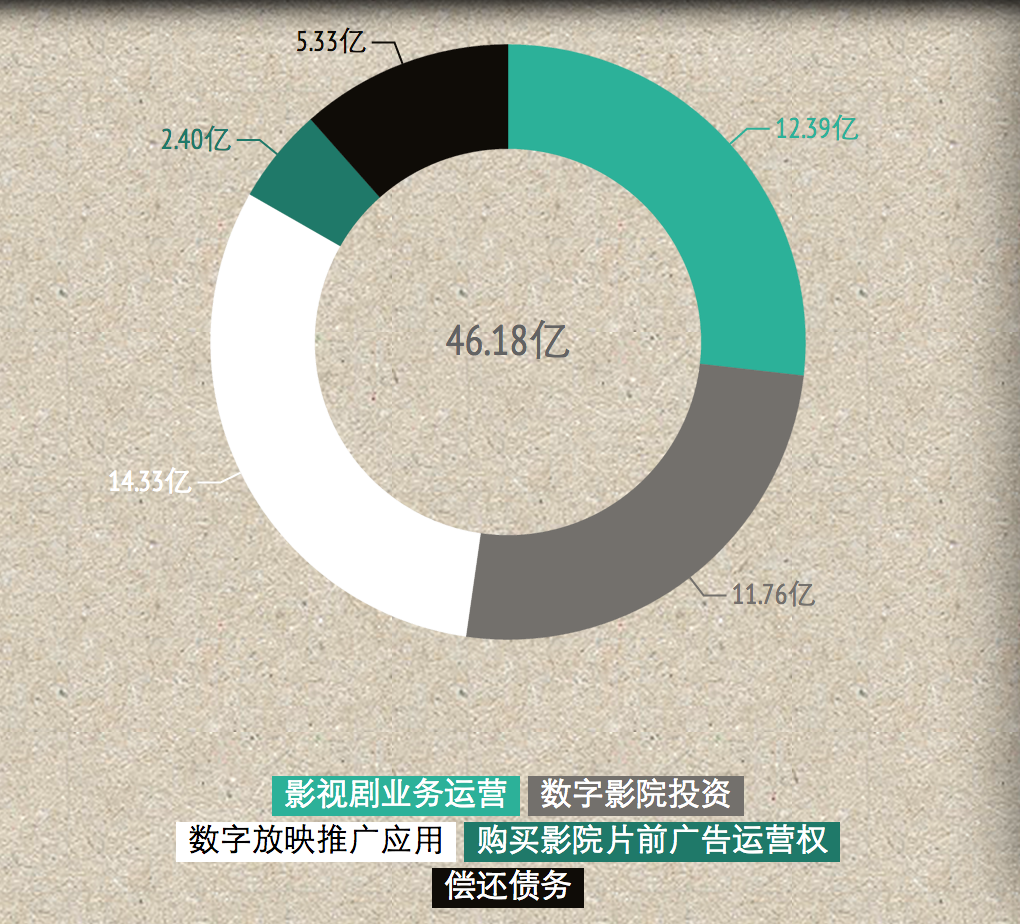 5.33亿
2.40亿
12.39亿
46.18亿
14.33亿
11.76亿
影视剧业务运营 数字影院投资
数字放映推广应用 购买影院片前广告运营权
偿还债务